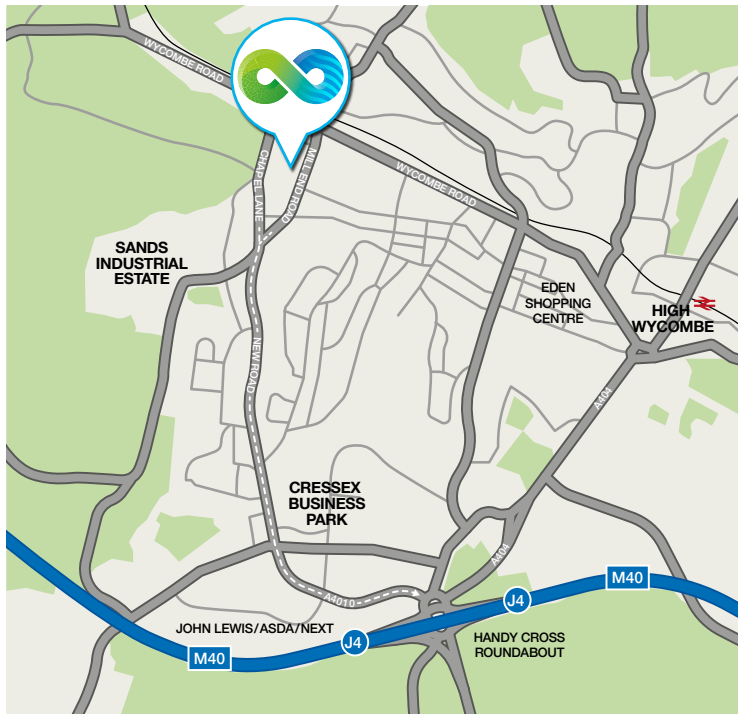 WYCOMBE ROAD
CHAPEL LANE
MILL END ROAD
WYCOMBE ROAD
SANDS
INDUSTRIAL
ESTATE
EDEN
SHOPPING
CENTRE
HIGH
WYCOMBE
NEW ROAD
A404
CRESSEX
BUSINESS
PARK
A404
A4010
M40
J4
JOHN LEWIS/ASDA/NEXT
J4
HANDY CROSS
ROUNDABOUT
M40